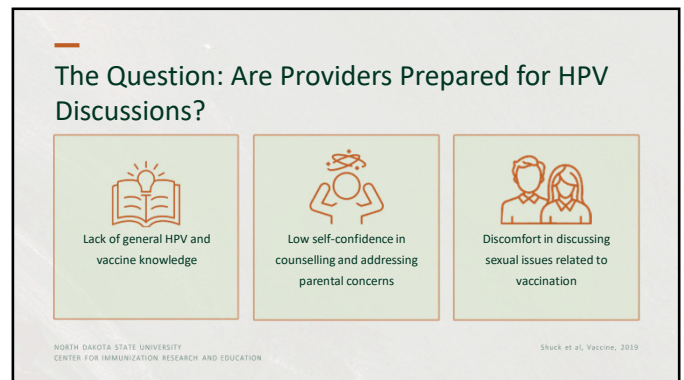 The Question: Are Providers Prepared for HPV
Discussions?
Lack of general HPV and
vaccine knowledge
Low self-confidence in
counselling and addressing
parental concerns
Discomfort in discussing
sexual issues related to
vaccination
NORTH DAKOTA STATE UNIVERSITY
CENTER FOR IMMUNIZATION RESEARCH AND EDUCATION
Shuck et al, Vaccine, 2019